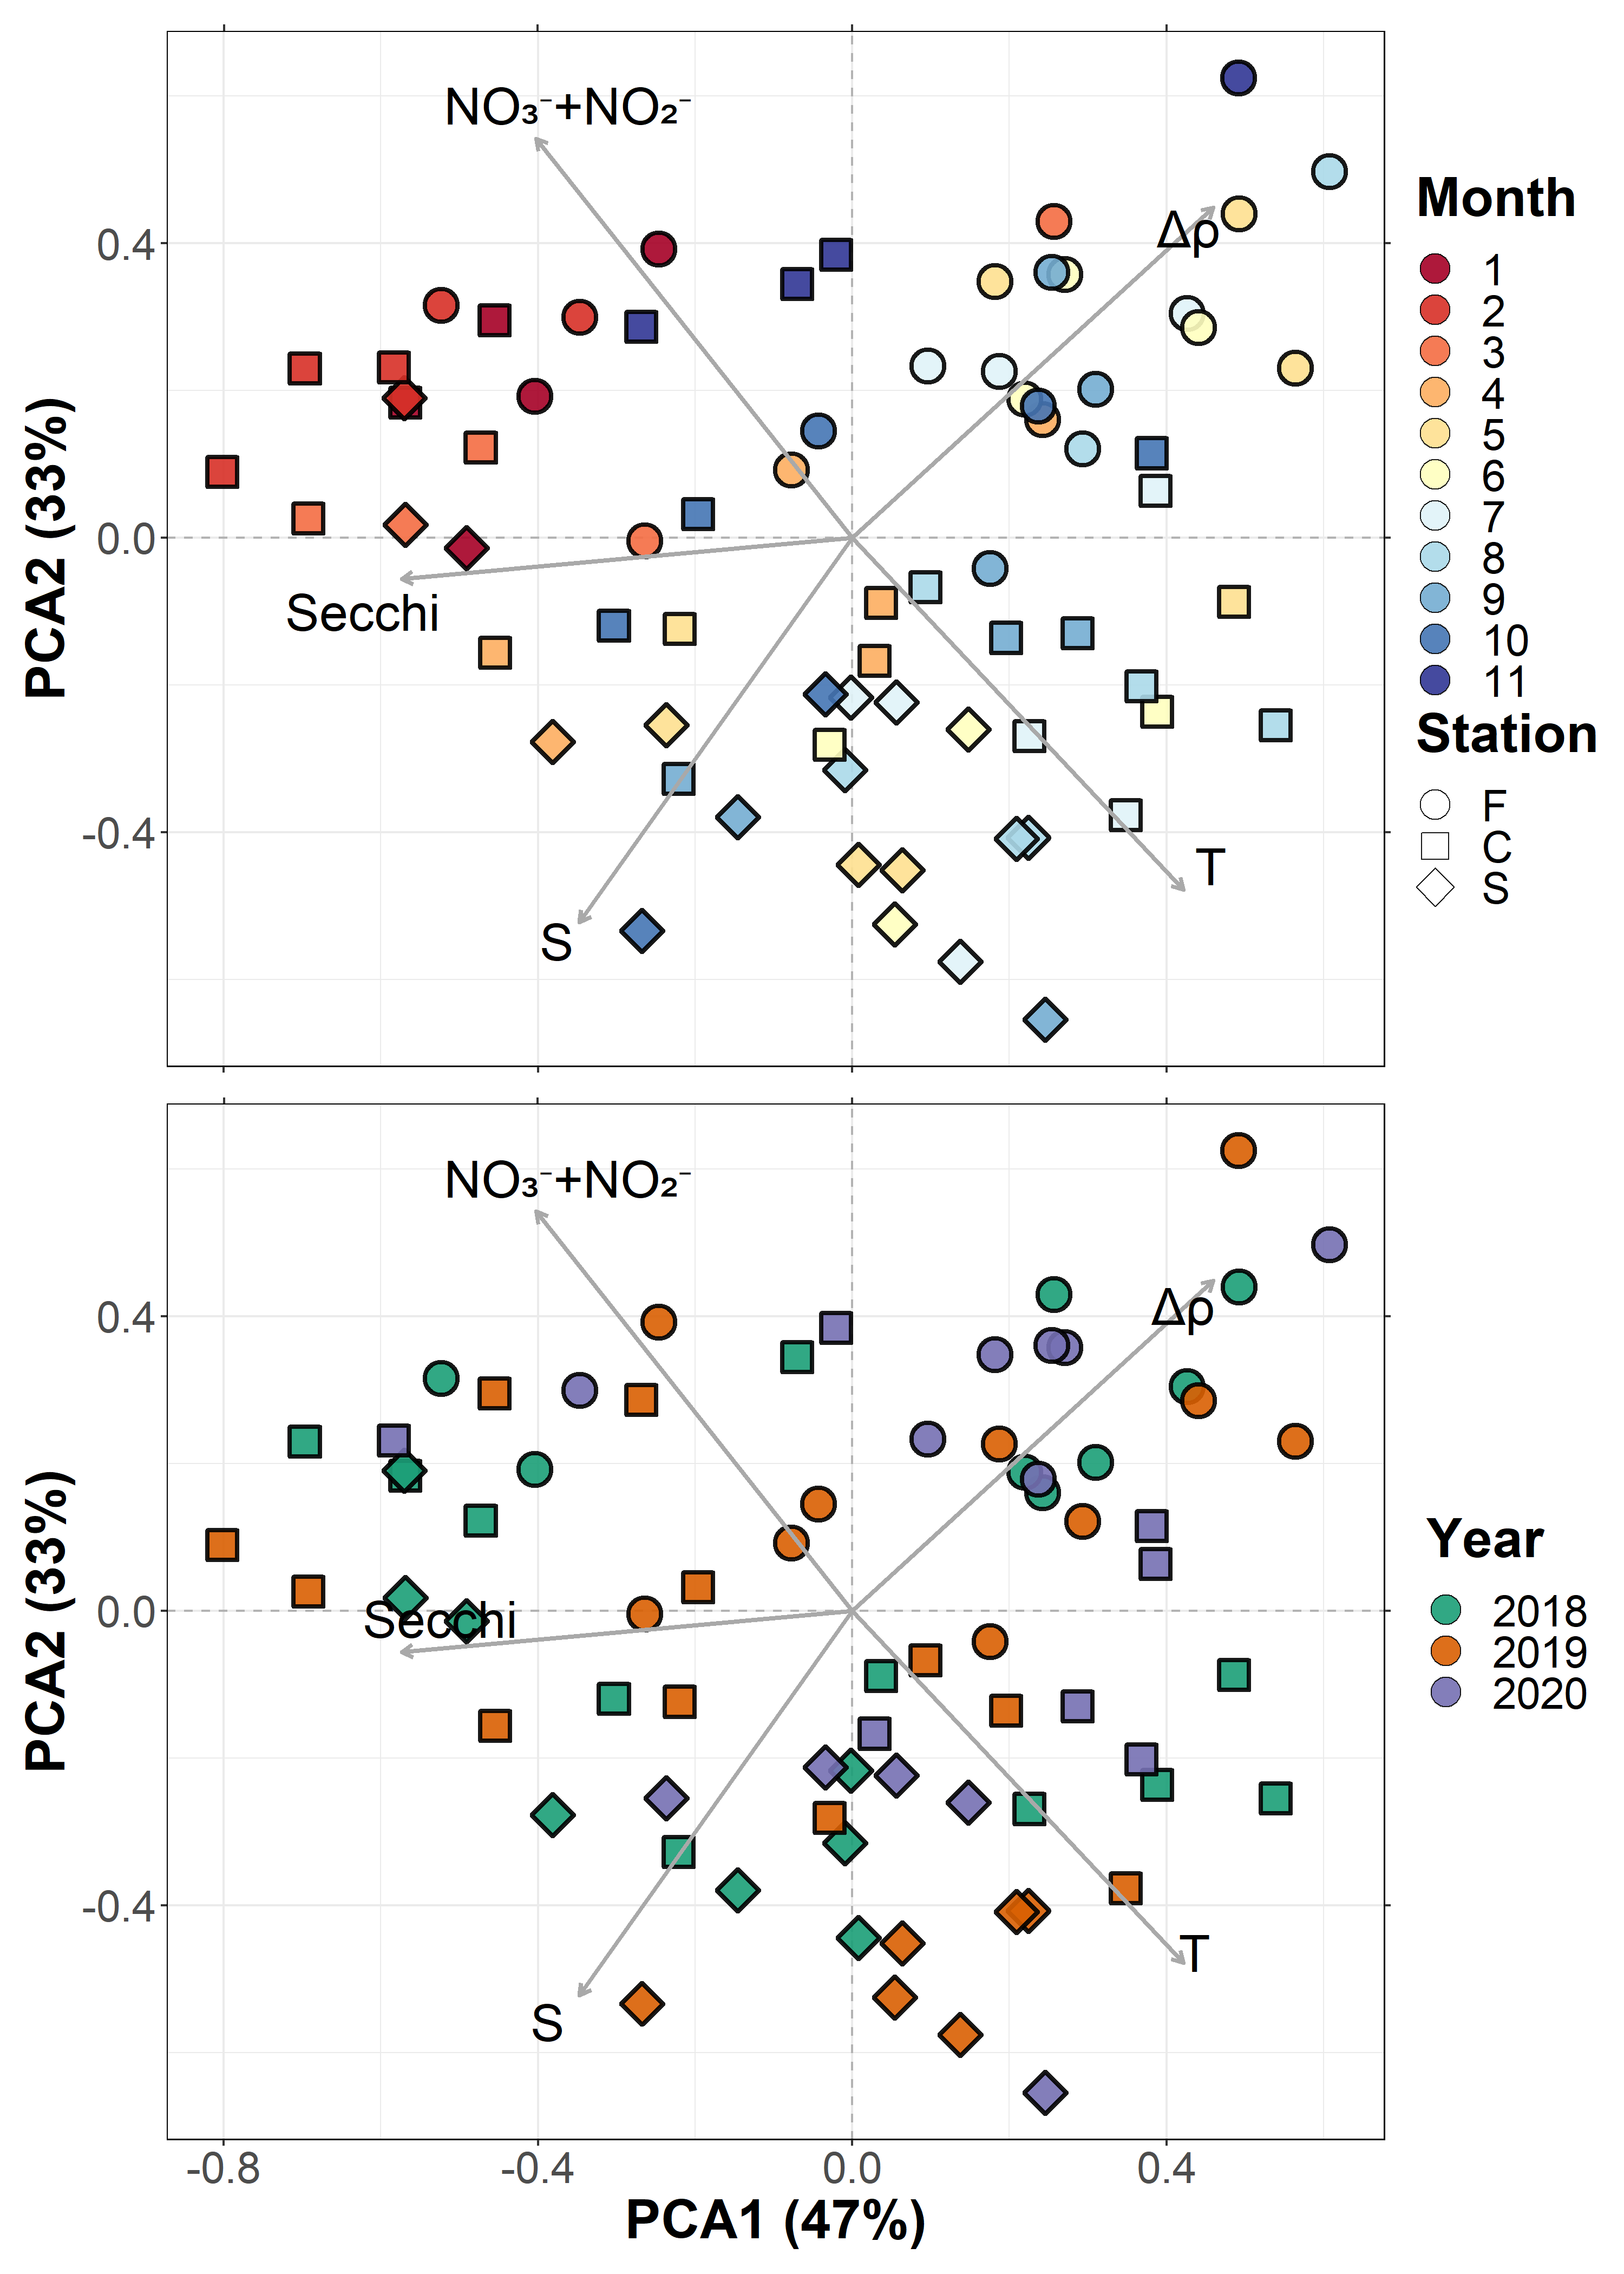 NO₃⁻+NO₂⁻
Δρ
Secchi
S
T
PCA2 (33%)
0.4
0.0
-0.4
Month
1
2
3
4
5
6
7
8
9
10
11
Station
F
C
S
NO₃⁻+NO₂⁻
Δρ
Secchi
S
T
PCA2 (33%)
0.4
0.0
-0.4
-0.8
-0.4
0.0
0.4
PCA1 (47%)
Year
2018
2019
2020